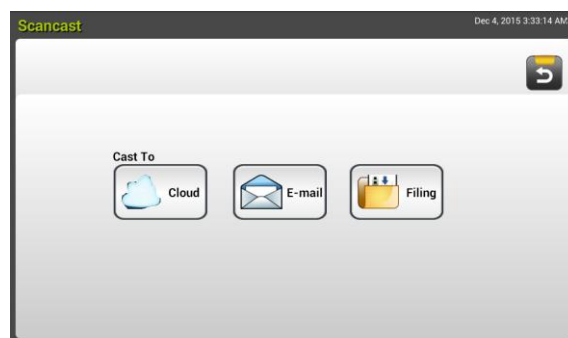 Scancast
Dec 4, 2015 3:33:14 AM
Cast To
Cloud
E-mail
Filing